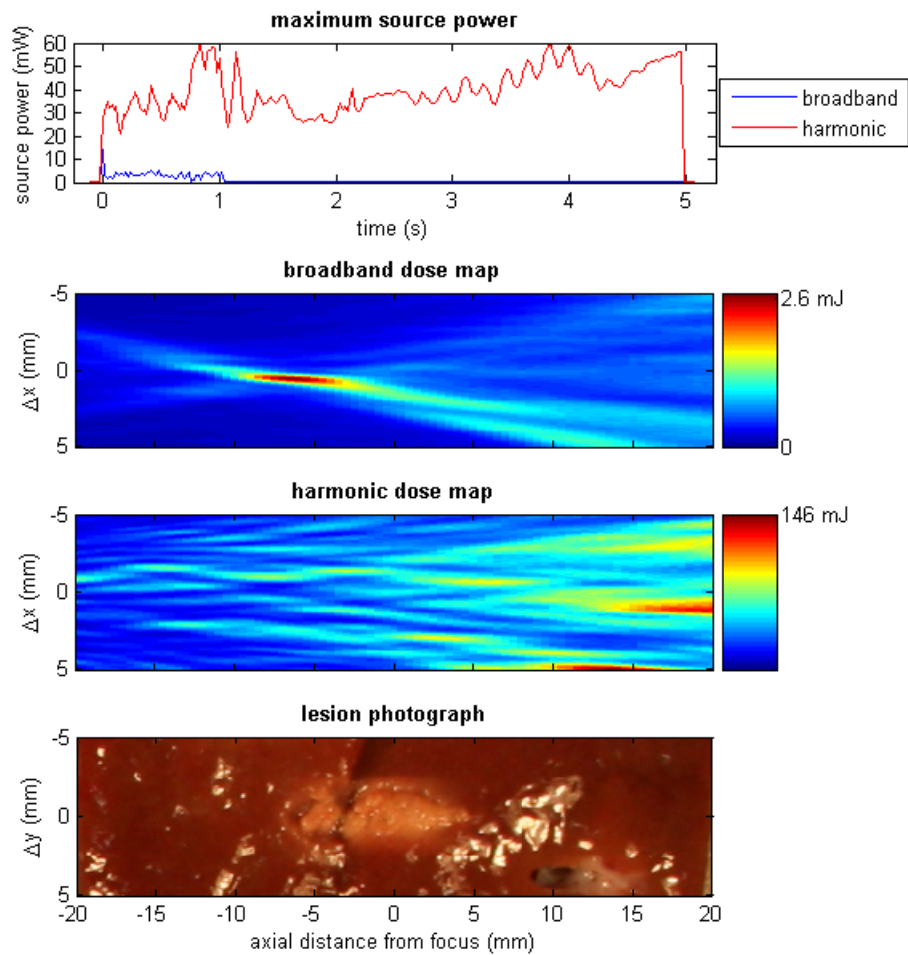 maximum source power
source power (mW)
60
50
40
30
20
10
0
0 1 2 3 4 5
time (s)
broadband
harmonic
broadband dose map
Δx (mm)
-5
0
5
2.6 mJ
0
harmonic dose map
Δx (mm)
-5
0
5
146 mJ
lesion photograph
Δy (mm)
-5
0
5
-20 -15 -10 -5 0 5 10 15 20
axial distance from focus (mm)